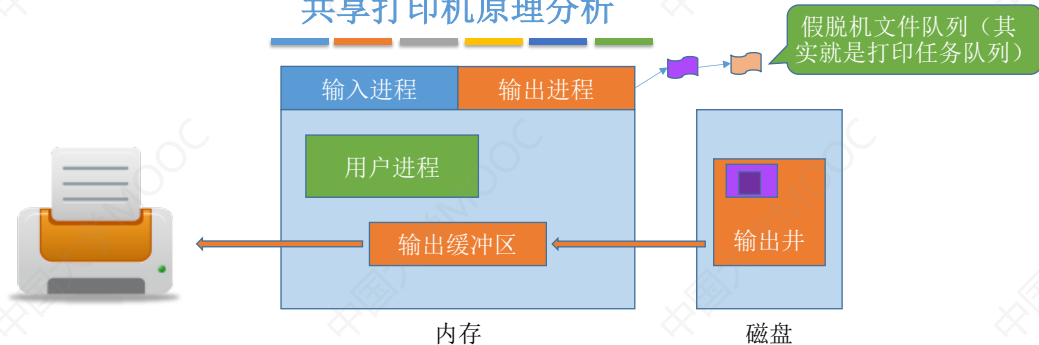 共享打印机原理分析
假脱机文件队列（其
实就是打印任务队列）
输入进程
输出进程
用户进程
输出缓冲区
输出井
内存
磁盘